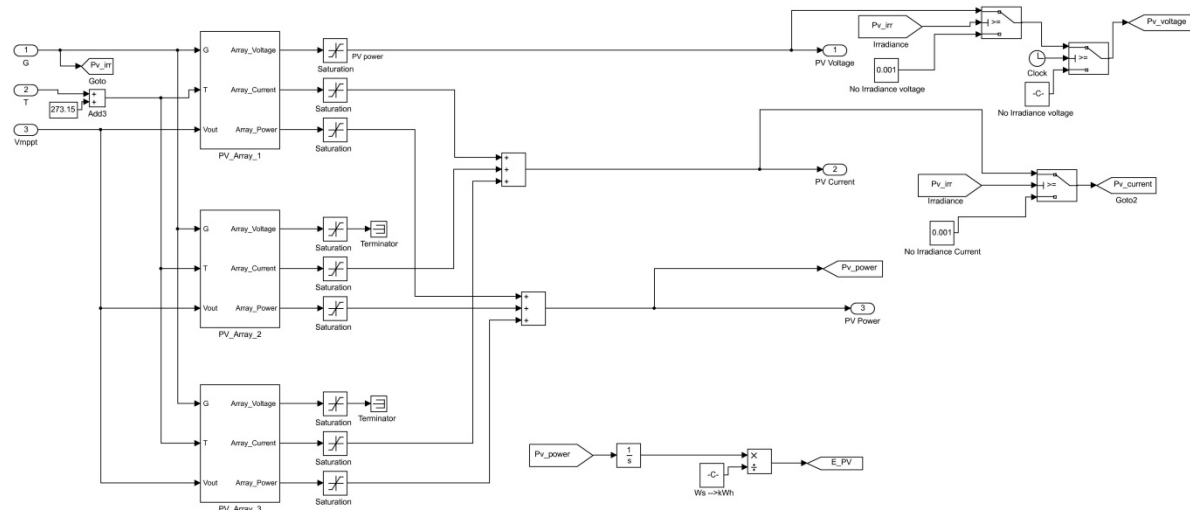 1
G
Pv_irr
Goto
2
T
273.15
+
+
Add3
3
Vmppt
G
T
Vout
Array_Voltage
Array_Current
Array_Power
PV_Array_1
Saturation
PV power
Saturation
Saturation
G
T
Vout
Array_Voltage
Array_Current
Array_Power
PV_Array_2
Saturation
Terminator
Saturation
Saturation
G
T
Vout
Array_Voltage
Array_Current
Array_Power
PV_Array_3
Saturation
Terminator
Saturation
Saturation
+
+
+
+
+
+
1
PV Voltage
2
PV Current
Pv_power
3
PV Power
Pv_irr
Irradiance
>=
0.001
No Irradiance voltage
Clock
>=
-C-
No Irradiance voltage
Pv_voltage
Pv_irr
Irradiance
>=
0.001
No Irradiance Current
Pv_current
Goto2
Pv_power
1
s
-C-
Ws -->kWh
×
÷
E_PV